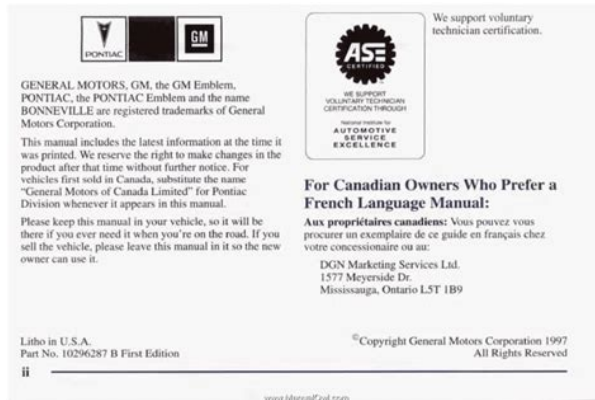 PONTIAC
GM
GENERAL MOTORS, GM, the GM Emblem,
PONTIAC, the PONTIAC Emblem and the name
BONNEVILLE are registered trademarks of General
Motors Corporation.
This manual includes the latest information at the time it
was printed. We reserve the right to make changes in the
product after that time without further notice. For
vehicles first sold in Canada, substitute the name
“General Motors of Canada Limited” for Pontiac
Division whenever it appears in this manual.
Please keep this manual in your vehicle, so it will be
there if you ever need it when you're on the road. If you
sell the vehicle, please leave this manual in it so the new
owner can use it.
ASE
CERTIFIED
WE SUPPORT
VOLUNTARY TECHNICIAN
CERTIFICATION THROUGH
National Institute for
AUTOMOTIVE
SERVICE
EXCELLENCE
We support voluntary
technician certification.
For Canadian Owners Who Prefer a
French Language Manual:
Aux propriétaires canadiens: Vous pouvez vous
procurer un exemplaire de ce guide en français chez
votre concessionaire ou au:
DGN Marketing Services Ltd.
1577 Meyerside Dr.
Mississauga, Ontario L5T 1B9
Litho in U.S.A.
Part No. 10296287 B First Edition
©Copyright General Motors Corporation 1997
All Rights Reserved
ii